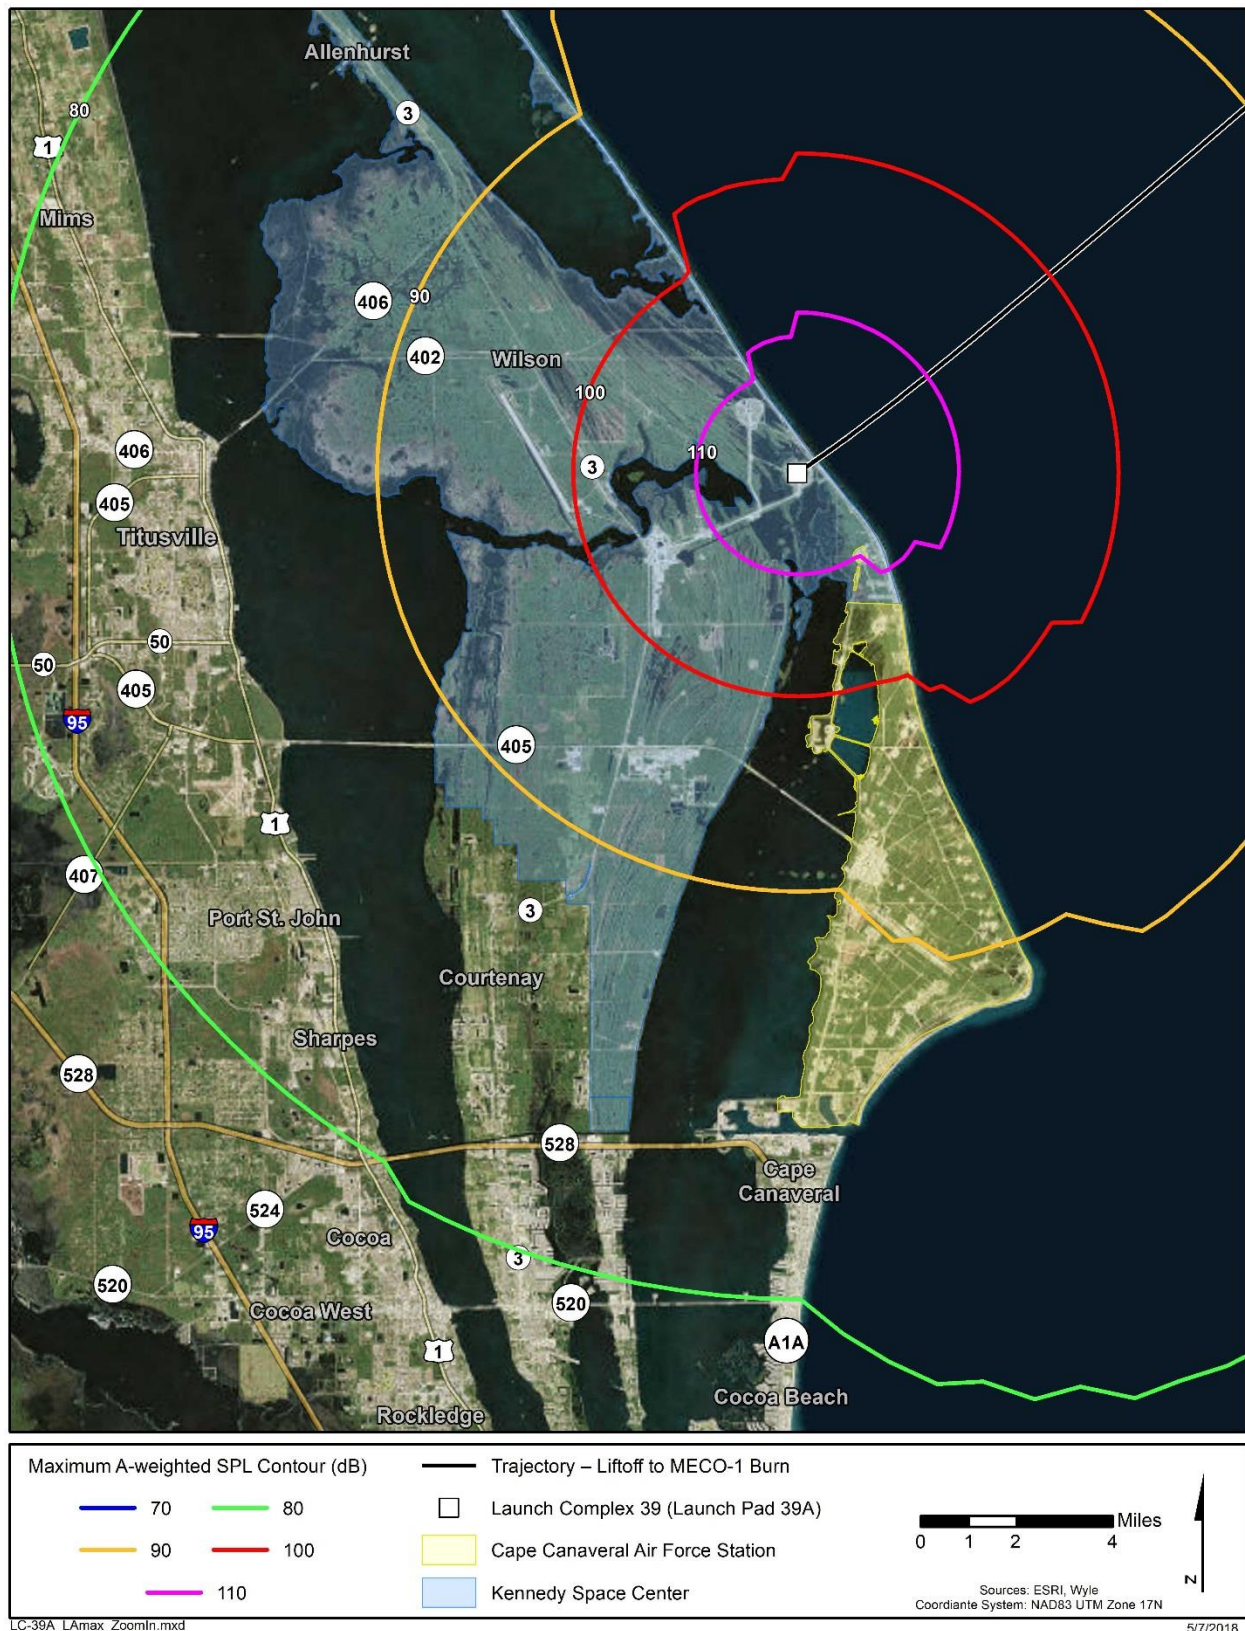 Allenhurst
3
80
1
Mims
406
90
402
Wilson
100
3
110
406
405
Titusville
50
50
405
95
405
1
407
Port St. John
3
Courtenay
Sharpes
528
528
Cape
Canaveral
524
95
Cocoa
3
520
520
Cocoa West
A1A
1
Cocoa Beach
Rockledge
Maximum A-weighted SPL Contour (dB)
70
80
90
100
110
Trajectory – Liftoff to MECO-1 Burn
Launch Complex 39 (Launch Pad 39A)
Cape Canaveral Air Force Station
Kennedy Space Center
Miles
0 1 2 4
N
Sources: ESRI, Wyle
Coordiante System: NAD83 UTM Zone 17N
LC-39A_LAmax_ZoomIn.mxd
5/7/2018